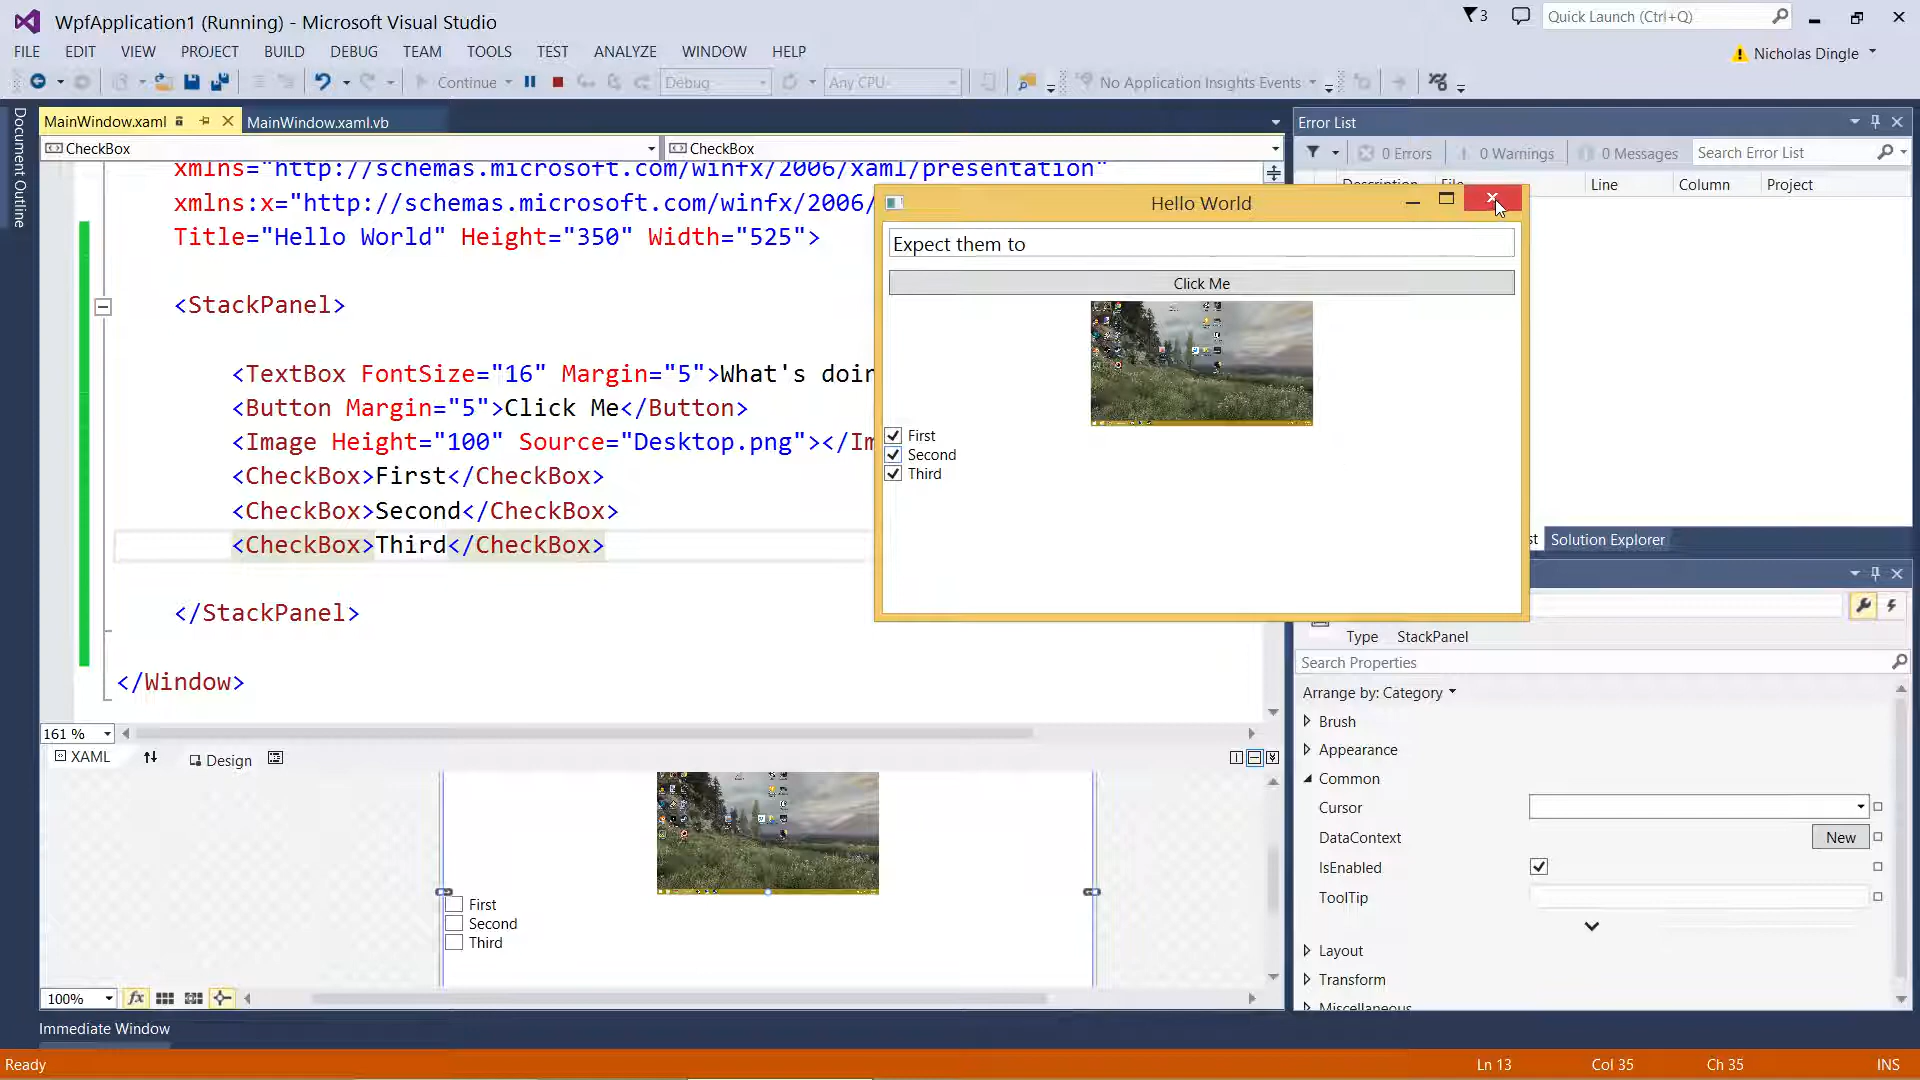 WpfApplication1 (Running) - Microsoft Visual Studio
3
Quick Launch (Ctrl+Q)
FILE EDIT VIEW PROJECT BUILD DEBUG TEAM TOOLS TEST ANALYZE WINDOW HELP
Nicholas Dingle
Continue
Debug
Any CPU
No Application Insights Events
Document Outline
MainWindow.xaml
MainWindow.xaml.vb
CheckBox
CheckBox
xmlns="http://schemas.microsoft.com/winfx/2006/xaml/presentation"
xmlns:x="http://schemas.microsoft.com/winfx/2006/
Title="Hello World" Height="350" Width="525">
<StackPanel>
<TextBox FontSize="16" Margin="5">What's doin
<Button Margin="5">Click Me</Button>
<Image Height="100" Source="Desktop.png"></Im
<CheckBox>First</CheckBox>
<CheckBox>Second</CheckBox>
<CheckBox>Third</CheckBox>
</StackPanel>
</Window>
Hello World
Expect them to
Click Me
First
Second
Third
161 %
XAML
Design
First
Second
Third
100%
fx
Immediate Window
Error List
0 Errors
0 Warnings
0 Messages
Search Error List
Description
Line
Column
Project
Solution Explorer
Type StackPanel
Search Properties
Arrange by: Category
Brush
Appearance
Common
Cursor
DataContext
New
IsEnabled
ToolTip
Layout
Transform
Miscellaneous
Ready
Ln 13
Col 35
Ch 35
INS